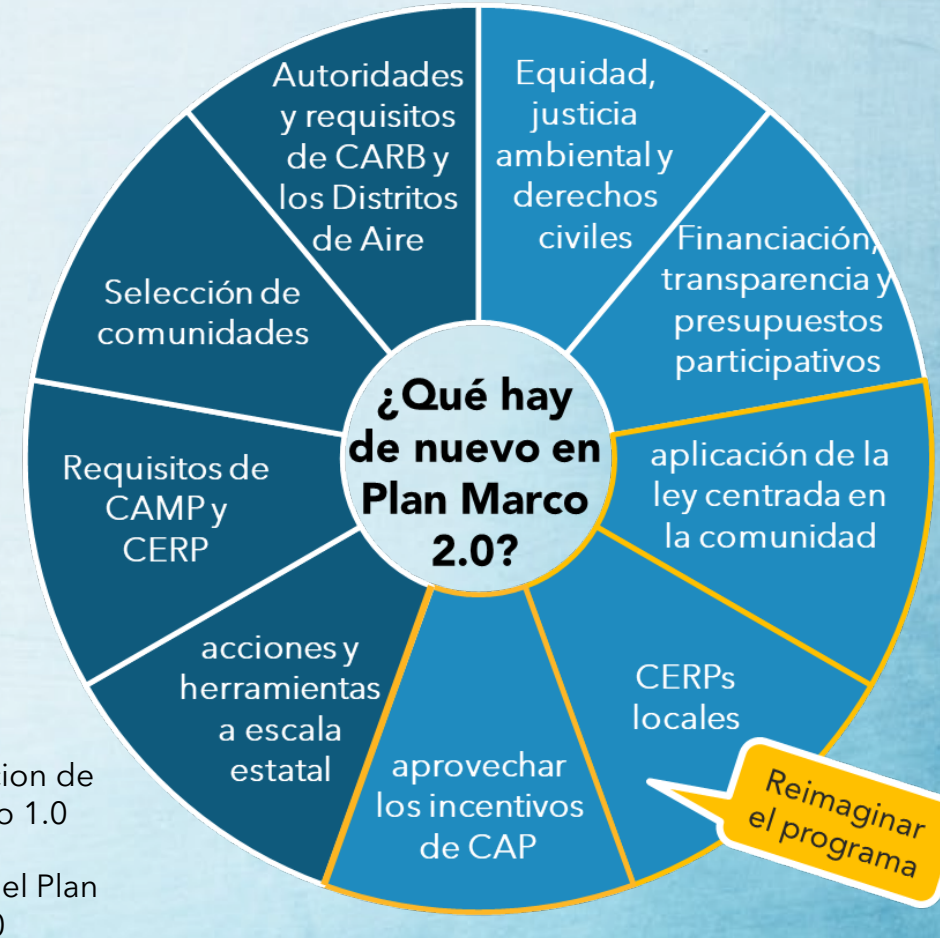 ¿Qué hay
de nuevo en
Plan Marco
2.0?
Equidad,
justicia
ambiental y
derechos
civiles
Financiación,
transparencia y
presupuestos
participativos
aplicación de la
ley centrada en
la comunidad
CERPs
locales
Reimaginar
el programa
aprovechar
los incentivos
de CAP
acciones y
herramientas
a escala
estatal
Requisitos de
CAMP y
CERP
Selección de
comunidades
Autoridades
y requisitos
de CARB y
los Distritos
de Aire
de
1.0
el Plan